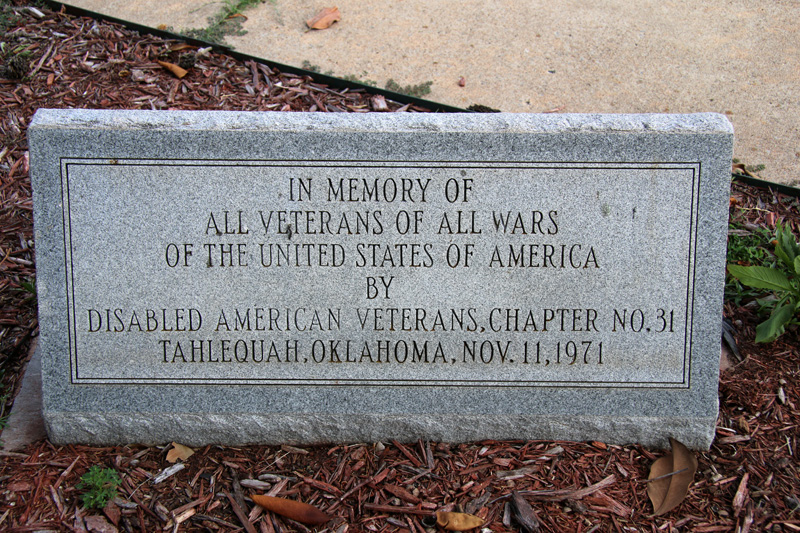 IN MEMORY OF
ALL VETERANS OF ALL WARS
OF THE UNITED STATES OF AMERICA
BY
DISABLED AMERICAN VETERANS, CHAPTER NO. 31
TAHLEQUAH, OKLAHOMA, NOV. 11, 1971